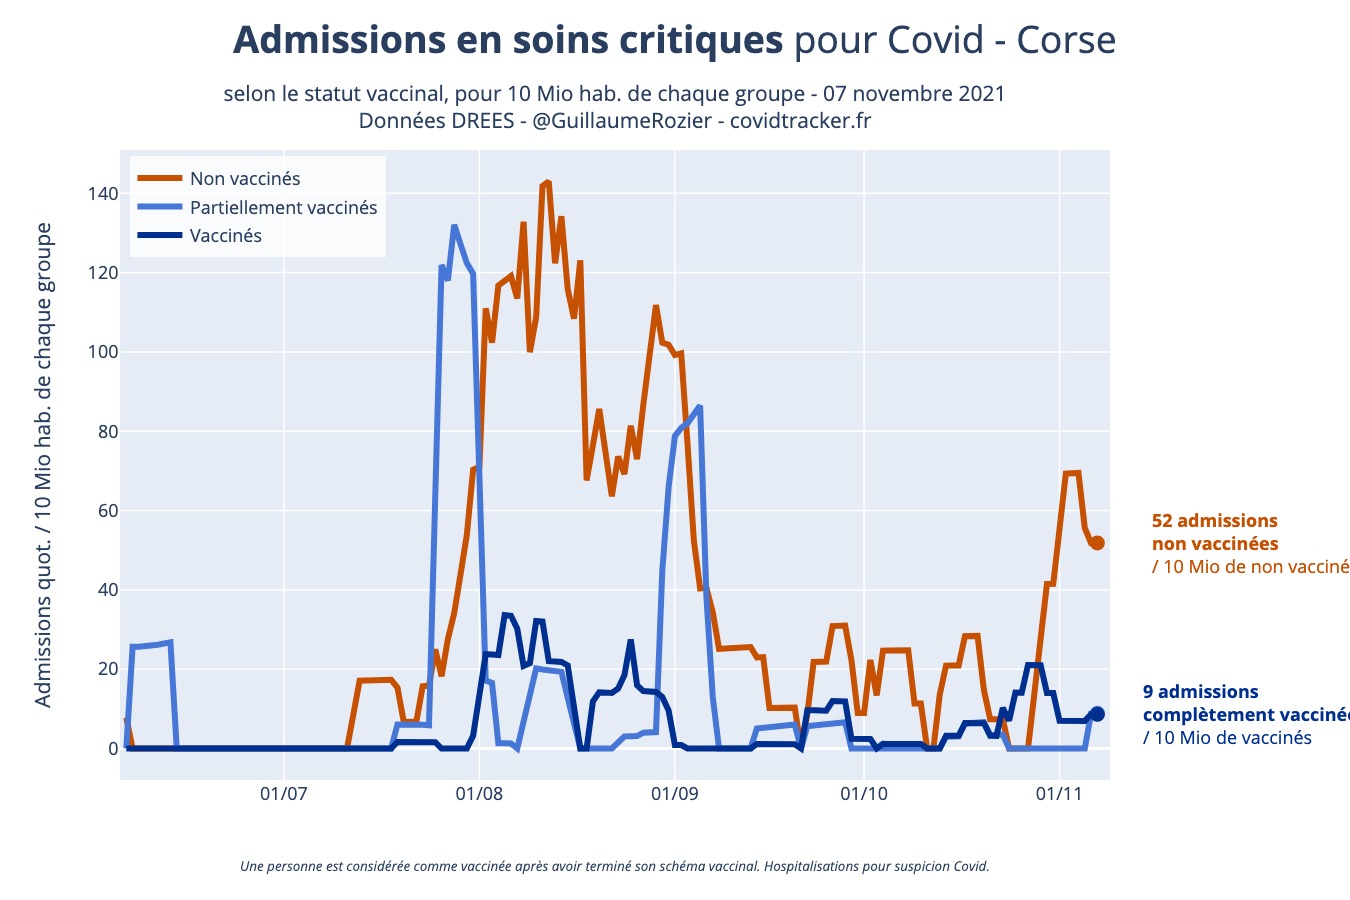 Admissions en soins critiques pour Covid - Corse
selon le statut vaccinal, pour 10 Mio hab. de chaque groupe - 07 novembre 2021
Données DREES - @GuillaumeRozier - covidtracker.fr
Non vaccinés
Partiellement vaccinés
Vaccinés
Admissions quot. / 10 Mio hab. de chaque groupe
140
120
100
80
60
40
20
0
01/07
01/08
01/09
01/10
01/11
52 admissions
non vaccinées
/ 10 Mio de non vacciné
9 admissions
complètement vacciné
/ 10 Mio de vaccinés
Une personne est considérée comme vaccinée après avoir terminé son schéma vaccinal. Hospitalisations pour suspicion Covid.